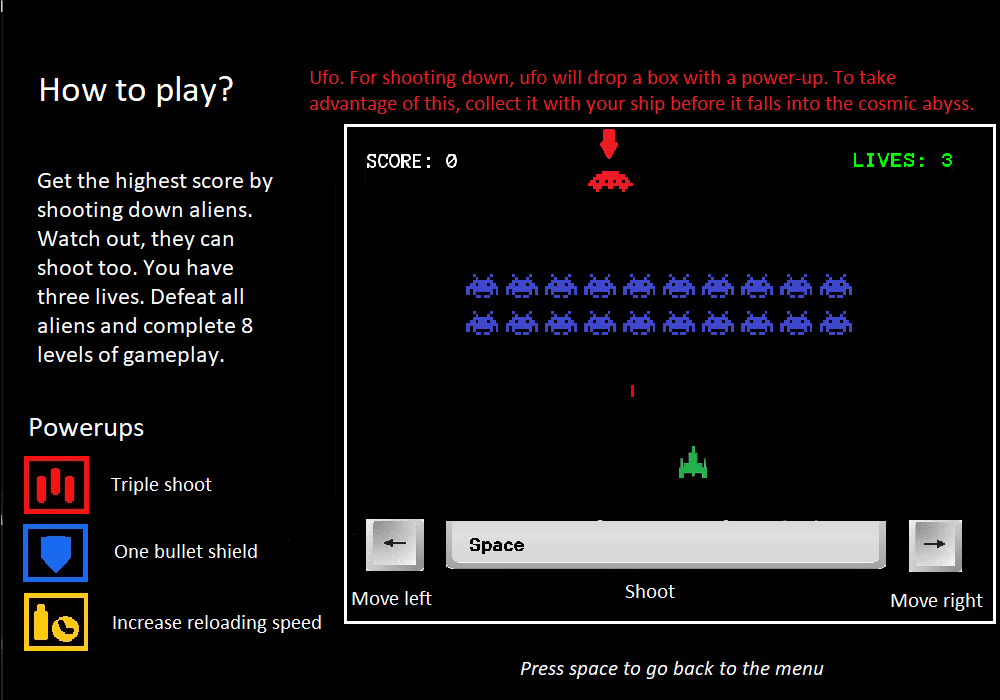 How to play?
Ufo. For shooting down, ufo will drop a box with a power-up. To take
advantage of this, collect it with your ship before it falls into the cosmic abyss.
SCORE: 0
LIVES: 3
Get the highest score by
shooting down aliens.
Watch out, they can
shoot too. You have
three lives. Defeat all
aliens and complete 8
levels of gameplay.
Powerups
Triple shoot
One bullet shield
Increase reloading speed
←
Space
→
Move left
Shoot
Move right
Press space to go back to the menu